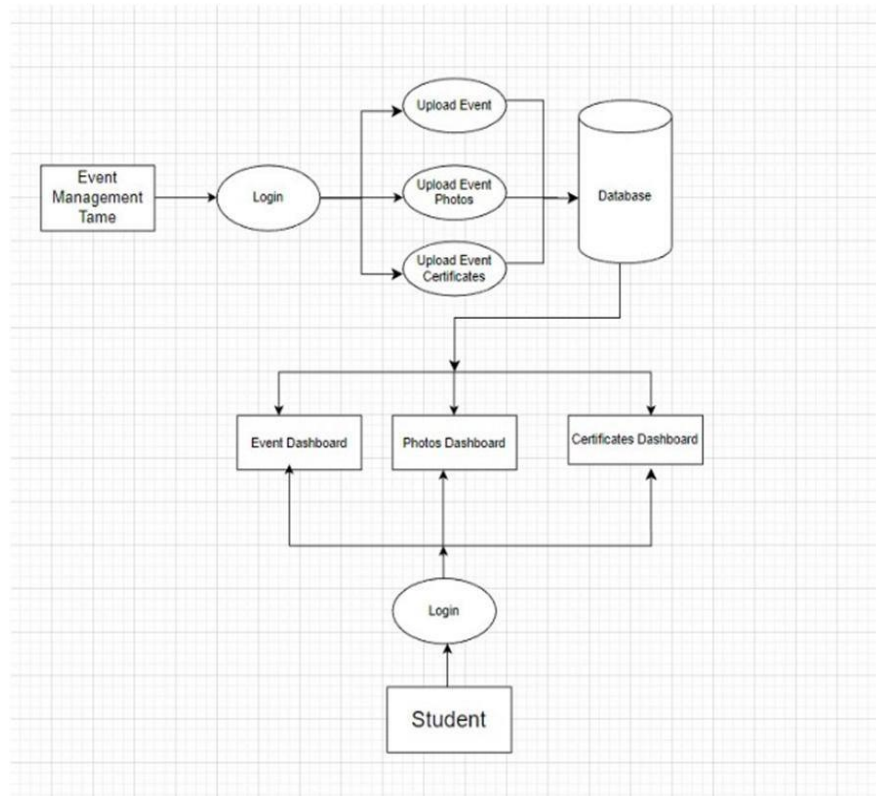 Upload Event
Event
Management
Tame
Login
Upload Event
Photos
Database
Upload Event
Certificates
Event Dashboard
Photos Dashboard
Certificates Dashboard
Login
Student